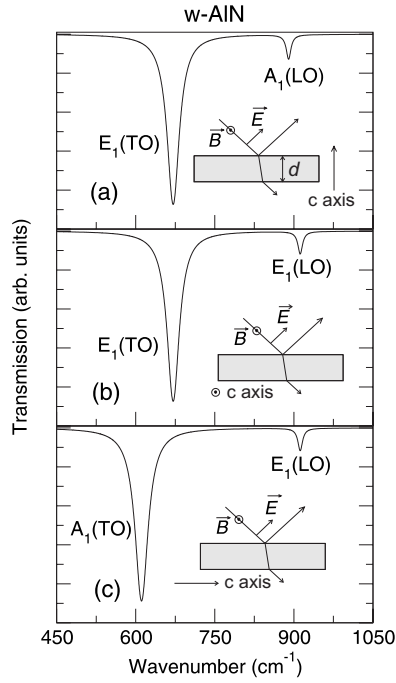 w-AlN
A₁(LO)
E₁(TO)
B⃗
E⃗
d
(a)
c axis
E₁(LO)
E₁(TO)
B⃗
E⃗
(b)
⊙ c axis
E₁(LO)
A₁(TO)
B⃗
E⃗
(c)
→ c axis
Transmission (arb. units)
450 600 750 900 1050
Wavenumber (cm⁻¹)